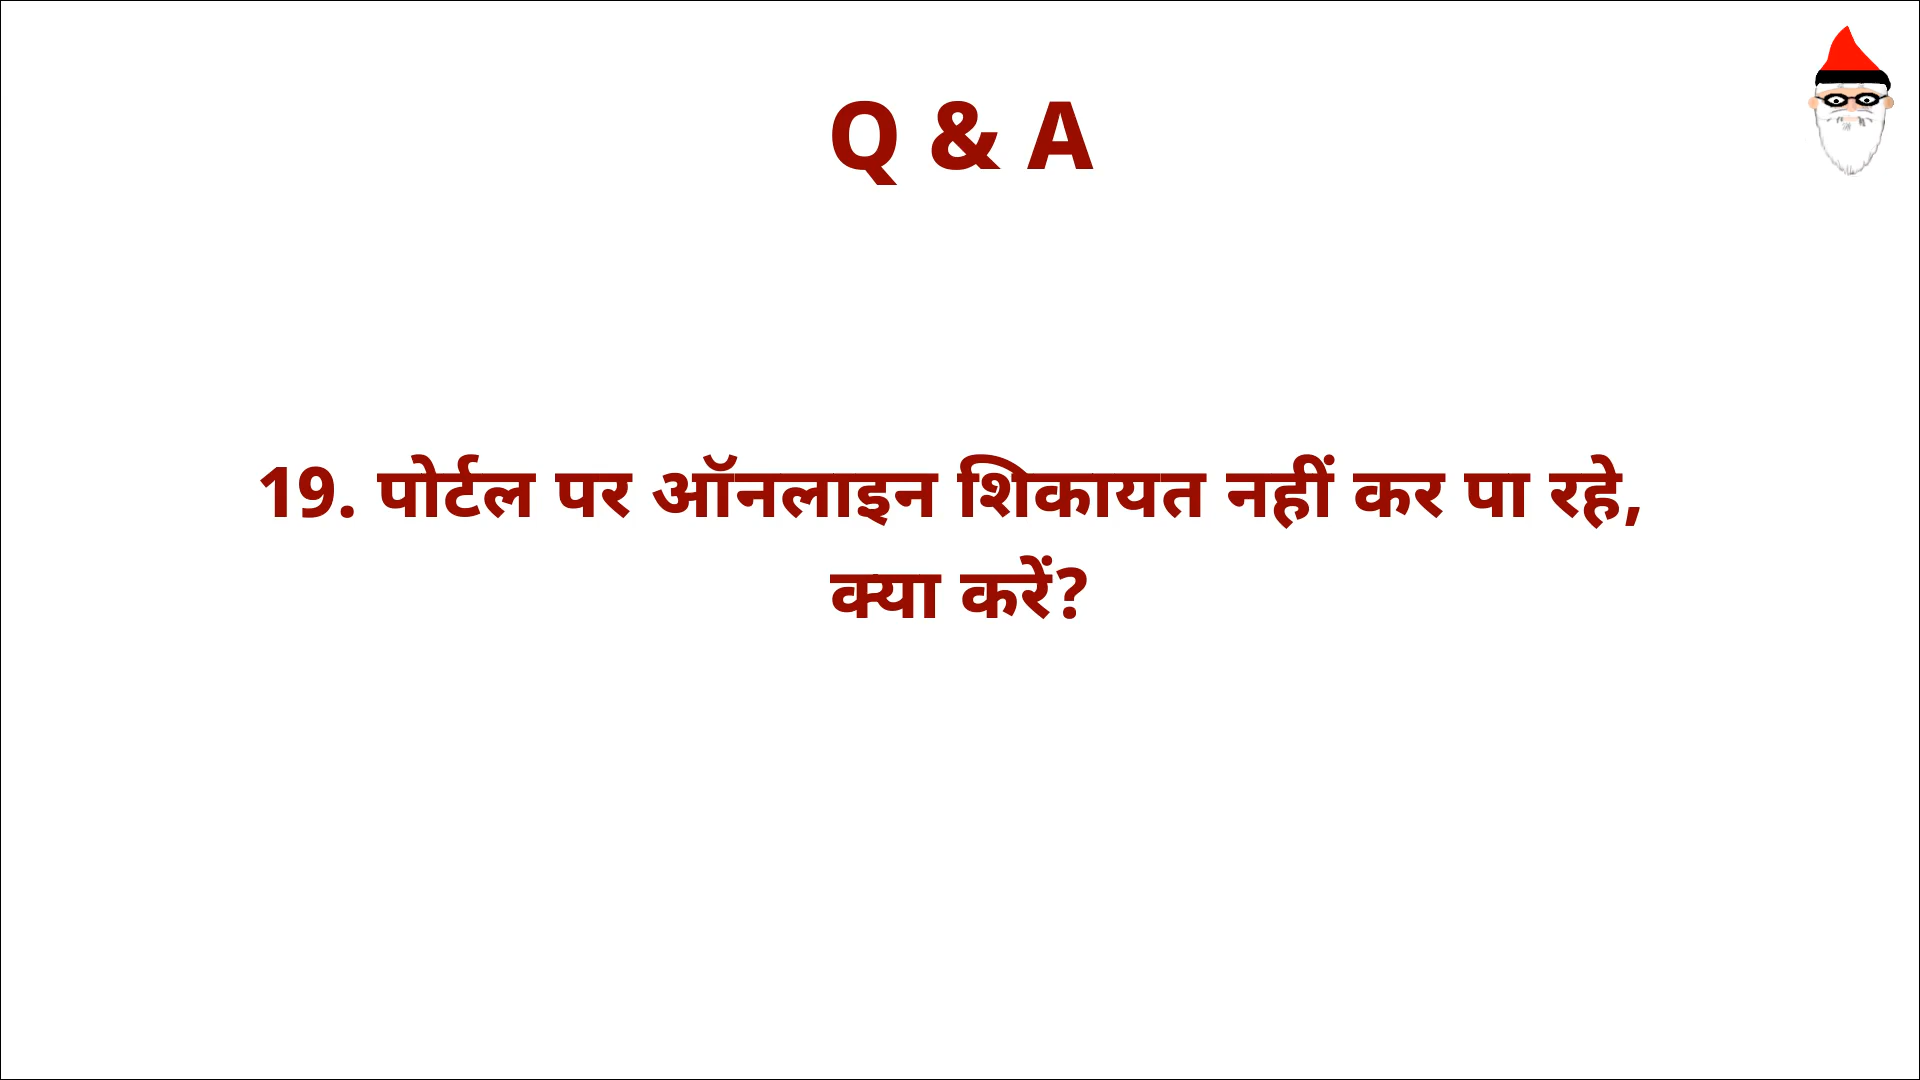 Q & A
19. पोर्टल पर ऑनलाइन शिकायत नहीं कर पा रहे,
क्या करें?